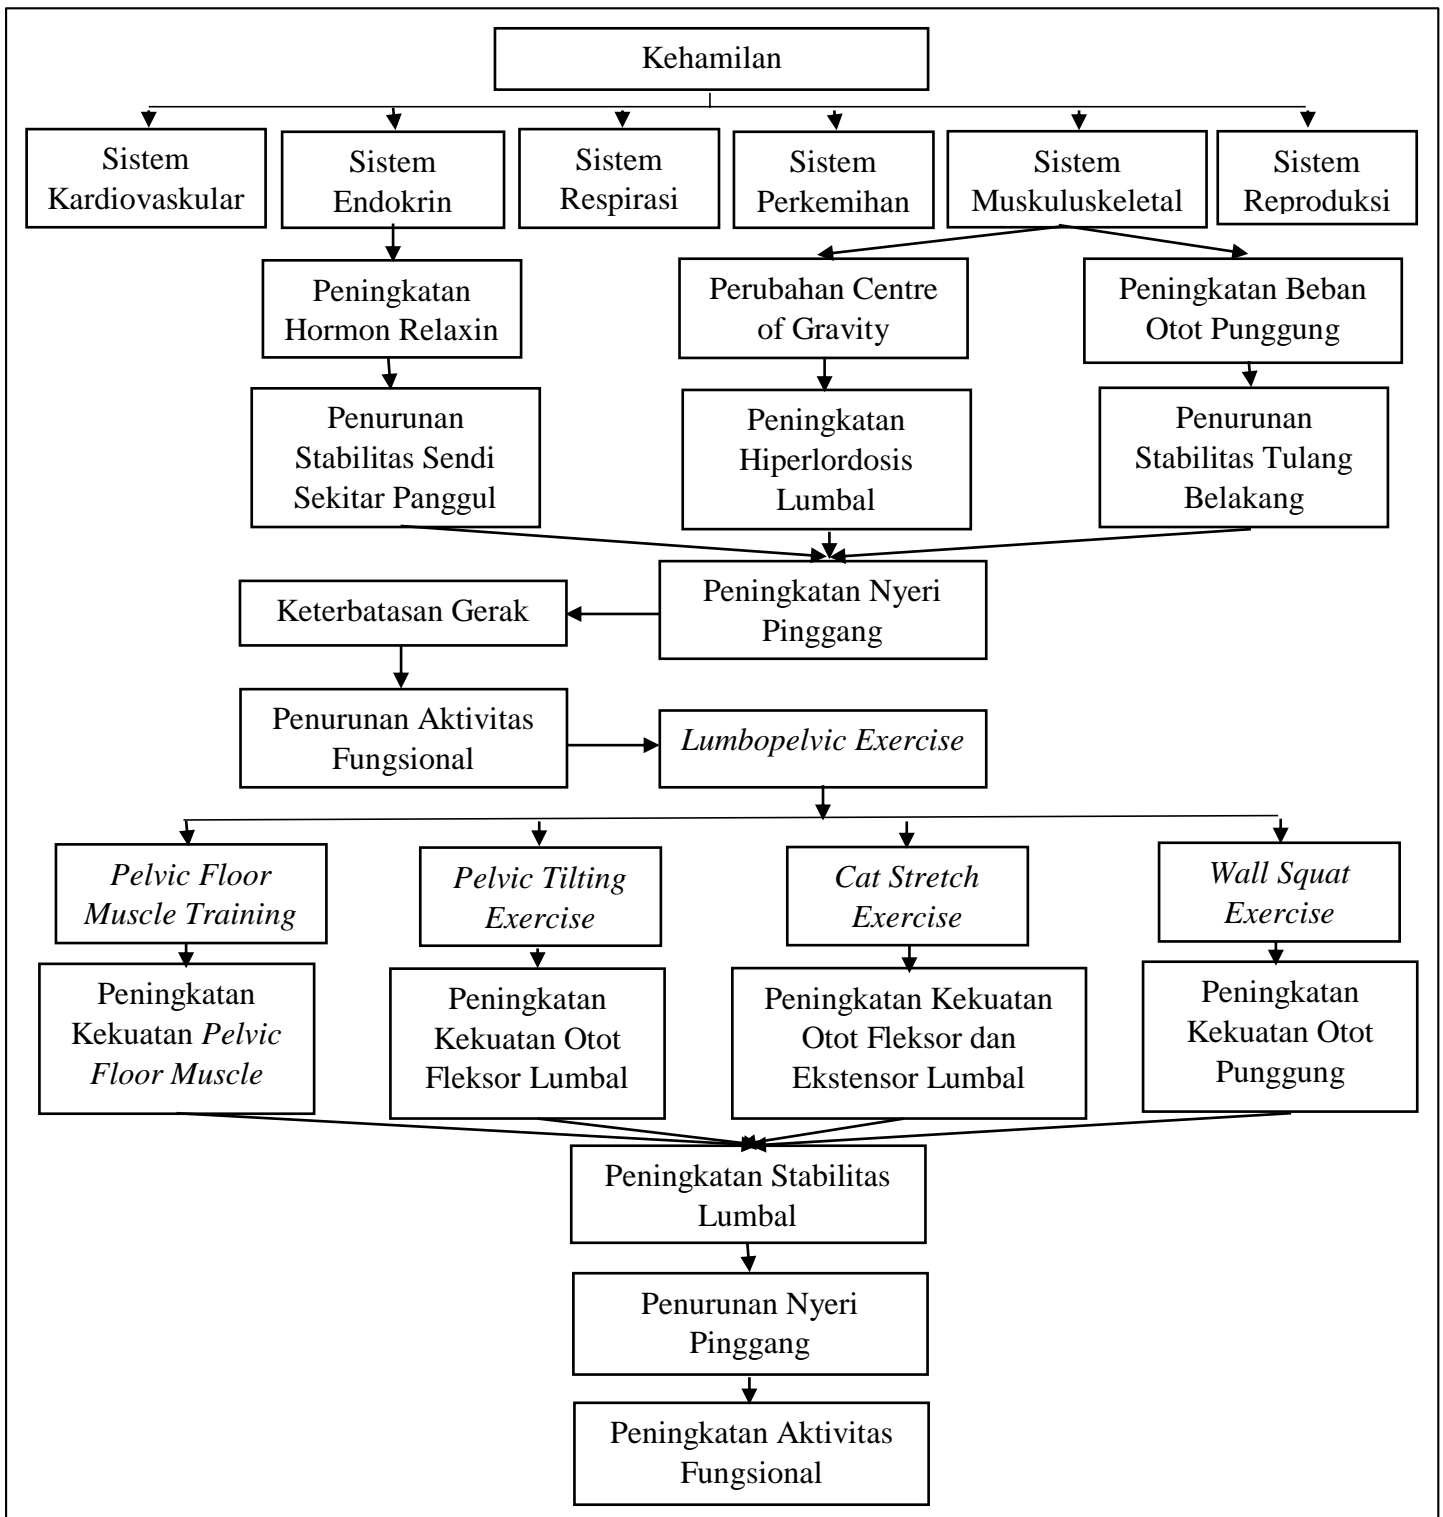 Kehamilan
Sistem
Kardiovaskular
Sistem
Endokrin
Sistem
Respirasi
Sistem
Perkemihan
Sistem
Muskuluskeletal
Sistem
Reproduksi
Peningkatan
Hormon Relaxin
Perubahan Centre
of Gravity
Peningkatan Beban
Otot Punggung
Penurunan
Stabilitas Sendi
Sekitar Panggul
Peningkatan
Hiperlordosis
Lumbal
Penurunan
Stabilitas Tulang
Belakang
Peningkatan Nyeri
Pinggang
Keterbatasan Gerak
Penurunan Aktivitas
Fungsional
Lumbopelvic Exercise
Pelvic Floor
Muscle Training
Pelvic Tilting
Exercise
Cat Stretch
Exercise
Wall Squat
Exercise
Peningkatan
Kekuatan Pelvic
Floor Muscle
Peningkatan
Kekuatan Otot
Fleksor Lumbal
Peningkatan Kekuatan
Otot Fleksor dan
Ekstensor Lumbal
Peningkatan
Kekuatan Otot
Punggung
Peningkatan Stabilitas
Lumbal
Penurunan Nyeri
Pinggang
Peningkatan Aktivitas
Fungsional